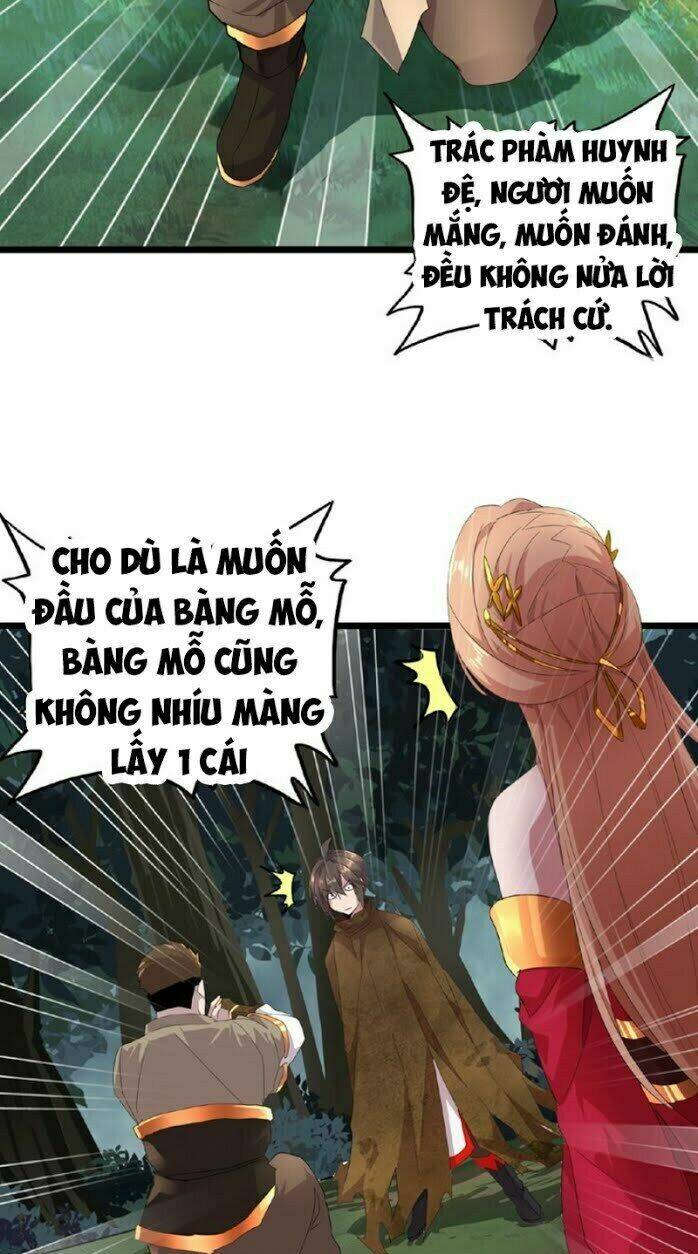 TRÁC PHÀM HUYNH
ĐỆ, NGƯƠI MUỐN
MẮNG, MUỐN ĐÁNH,
ĐỀU KHÔNG NỬA LỜI
TRÁCH CỨ.
CHO DÙ LÀ MUỐN
ĐẦU CỦA BÀNG MỖ,
BÀNG MỖ CŨNG
KHÔNG NHÍU MÀNG
LẤY 1 CÁI